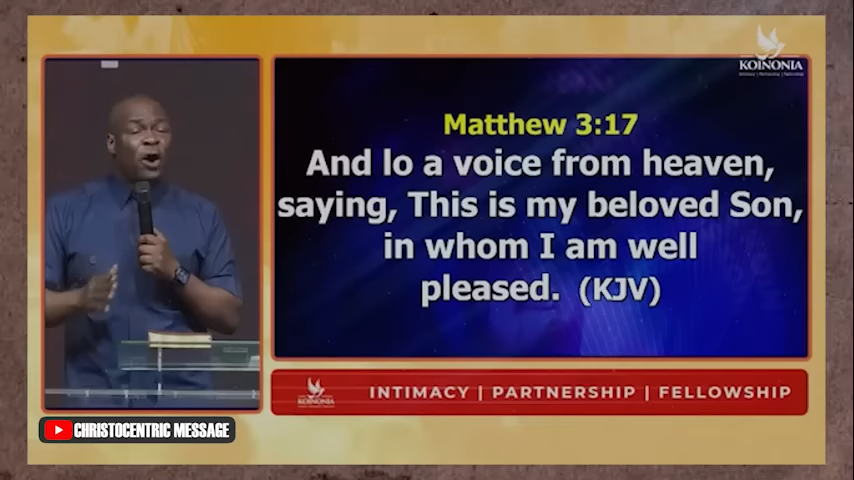 KOINONIA
Matthew 3:17
And lo a voice from heaven,
saying, This is my beloved Son,
in whom I am well
pleased. (KJV)
KOINONIA
INTIMACY | PARTNERSHIP | FELLOWSHIP
CHRISTOCENTRIC MESSAGE